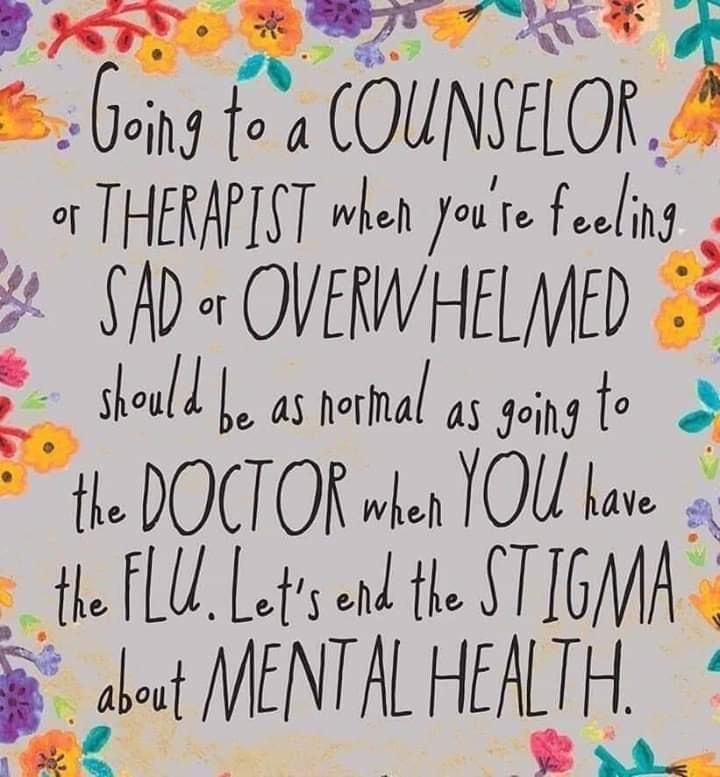 Going to a COUNSELOR
or THERAPIST when you're feeling
SAD or OVERWHELMED
should be as normal as going to
the DOCTOR when YOU have
the FLU. Let's end the STIGMA
about MENTAL HEALTH.